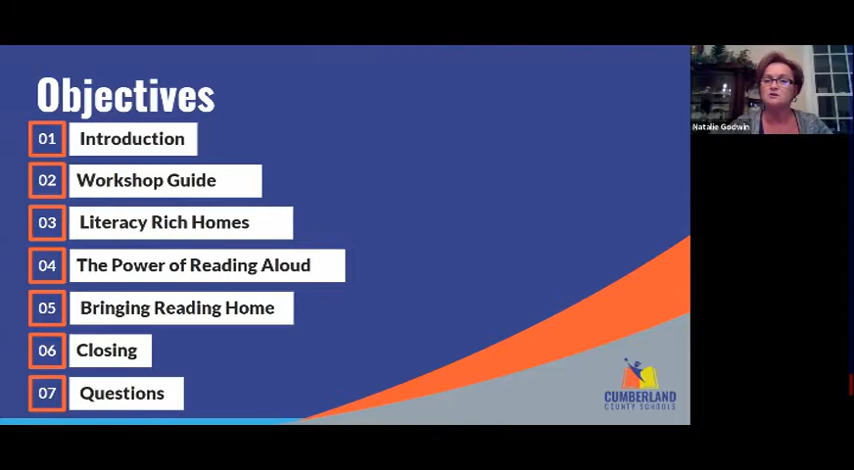 Objectives
01 Introduction
02 Workshop Guide
03 Literacy Rich Homes
04 The Power of Reading Aloud
05 Bringing Reading Home
06 Closing
07 Questions
CUMBERLAND
COUNTY SCHOOLS
Natalie Godwin